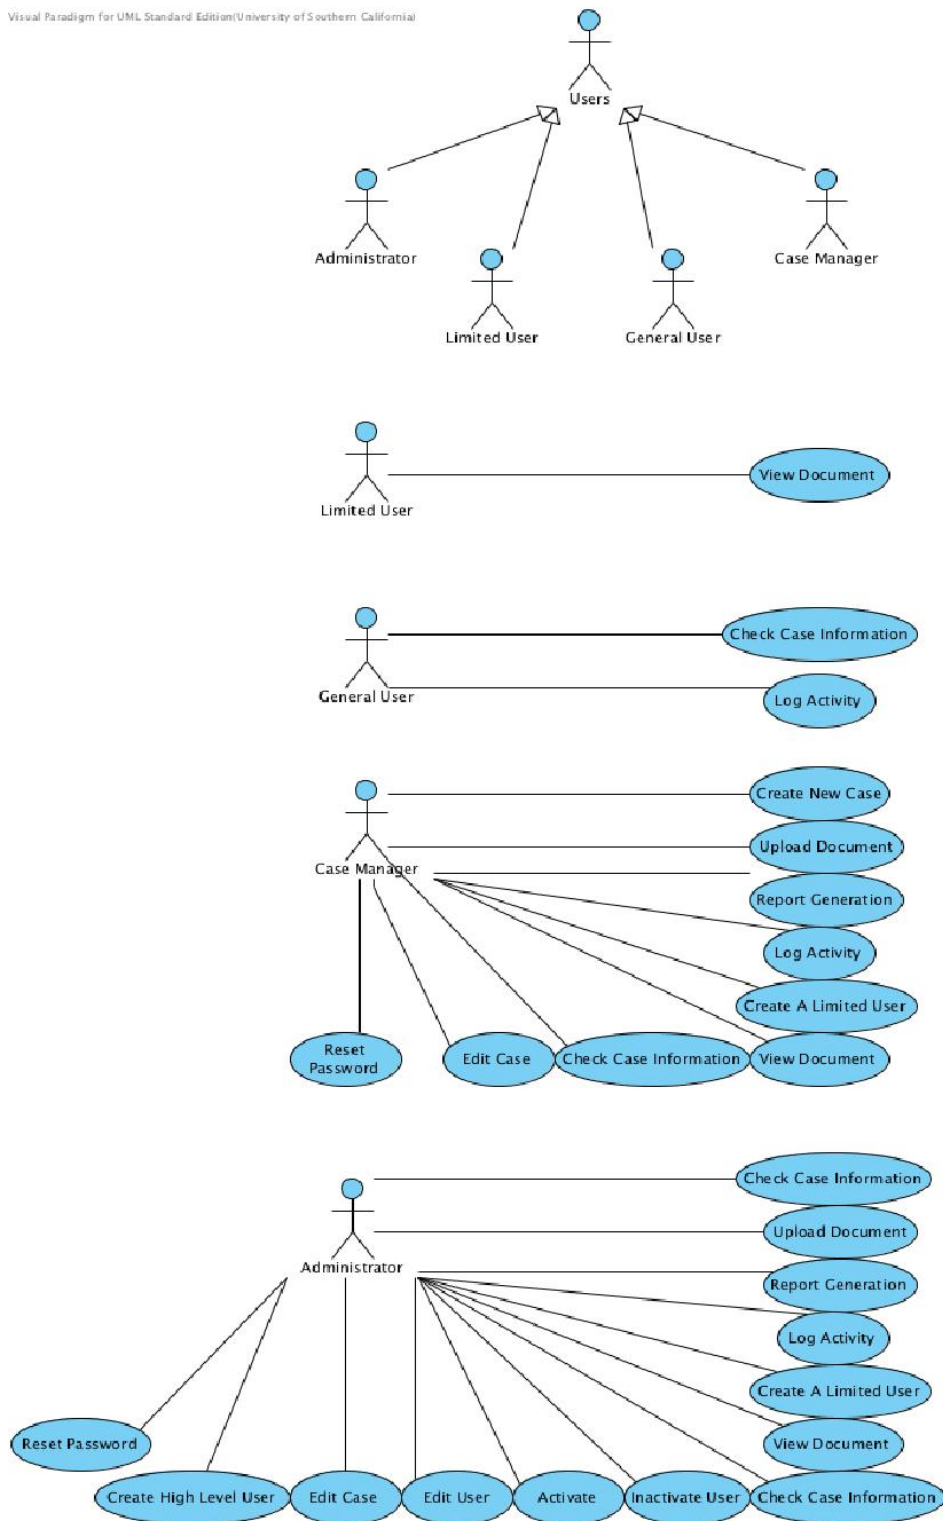 Visual Paradigm for UML Standard Edition(University of Southern California)
Users
Administrator
Case Manager
Limited User
General User
View Document
Limited User
Check Case Information
General User
Log Activity
Create New Case
Upload Document
Case Manager
Report Generation
Log Activity
Create A Limited User
Reset
Password
Edit Case
Check Case Information
View Document
Check Case Information
Upload Document
Administrator
Report Generation
Log Activity
Create A Limited User
Reset Password
View Document
Create High Level User
Edit Case
Edit User
Activate
Inactivate User
Check Case Information